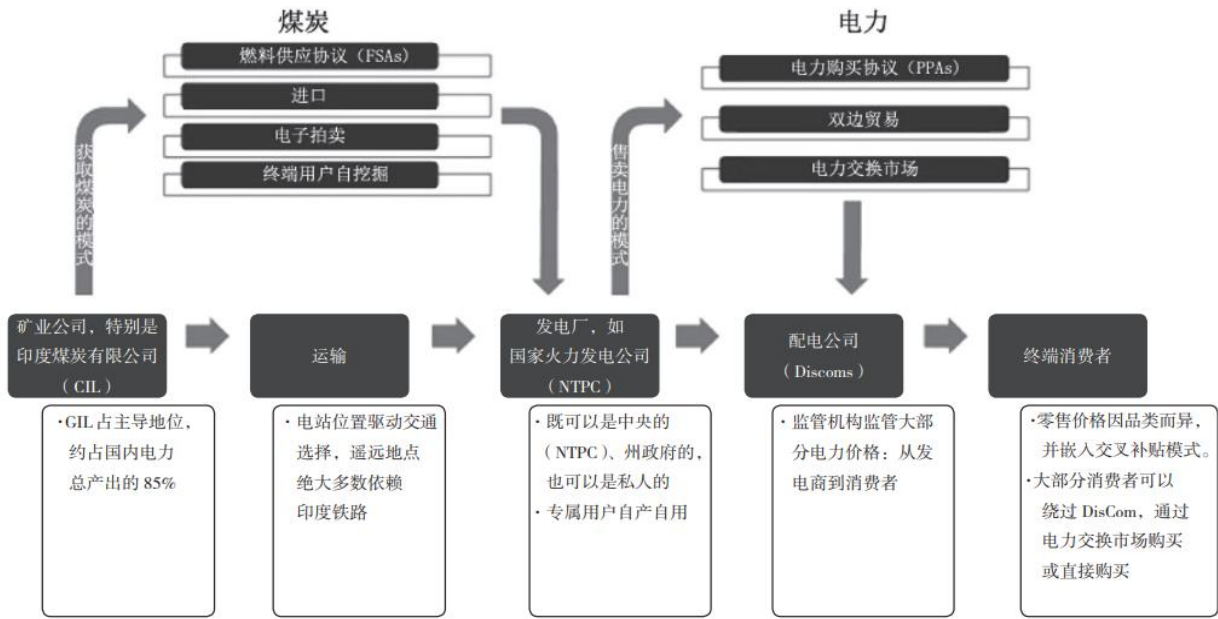 煤炭
燃料供应协议（FSAs）
进口
电子拍卖
终端用户自挖掘
获取煤炭的模式
电力
电力购买协议（PPAs）
双边贸易
电力交换市场
售卖电力的模式
矿业公司，特别是
印度煤炭有限公司
（CIL）
运输
发电厂，如
国家火力发电公司
（NTPC）
配电公司
（Discoms）
终端消费者
·GIL占主导地位，
约占国内电力
总产出的85%
·电站位置驱动交通
选择，遥远地点
绝大多数依赖
印度铁路
·既可以是中央的
（NTPC）、州政府的，
也可以是私人的
·专属用户自产自用
·监管机构监管大部
分电力价格：从发
电商到消费者
·零售价格因品类而异，
并嵌入交叉补贴模式。
·大部分消费者可以
绕过 DisCom，通过
电力交换市场购买
或直接购买